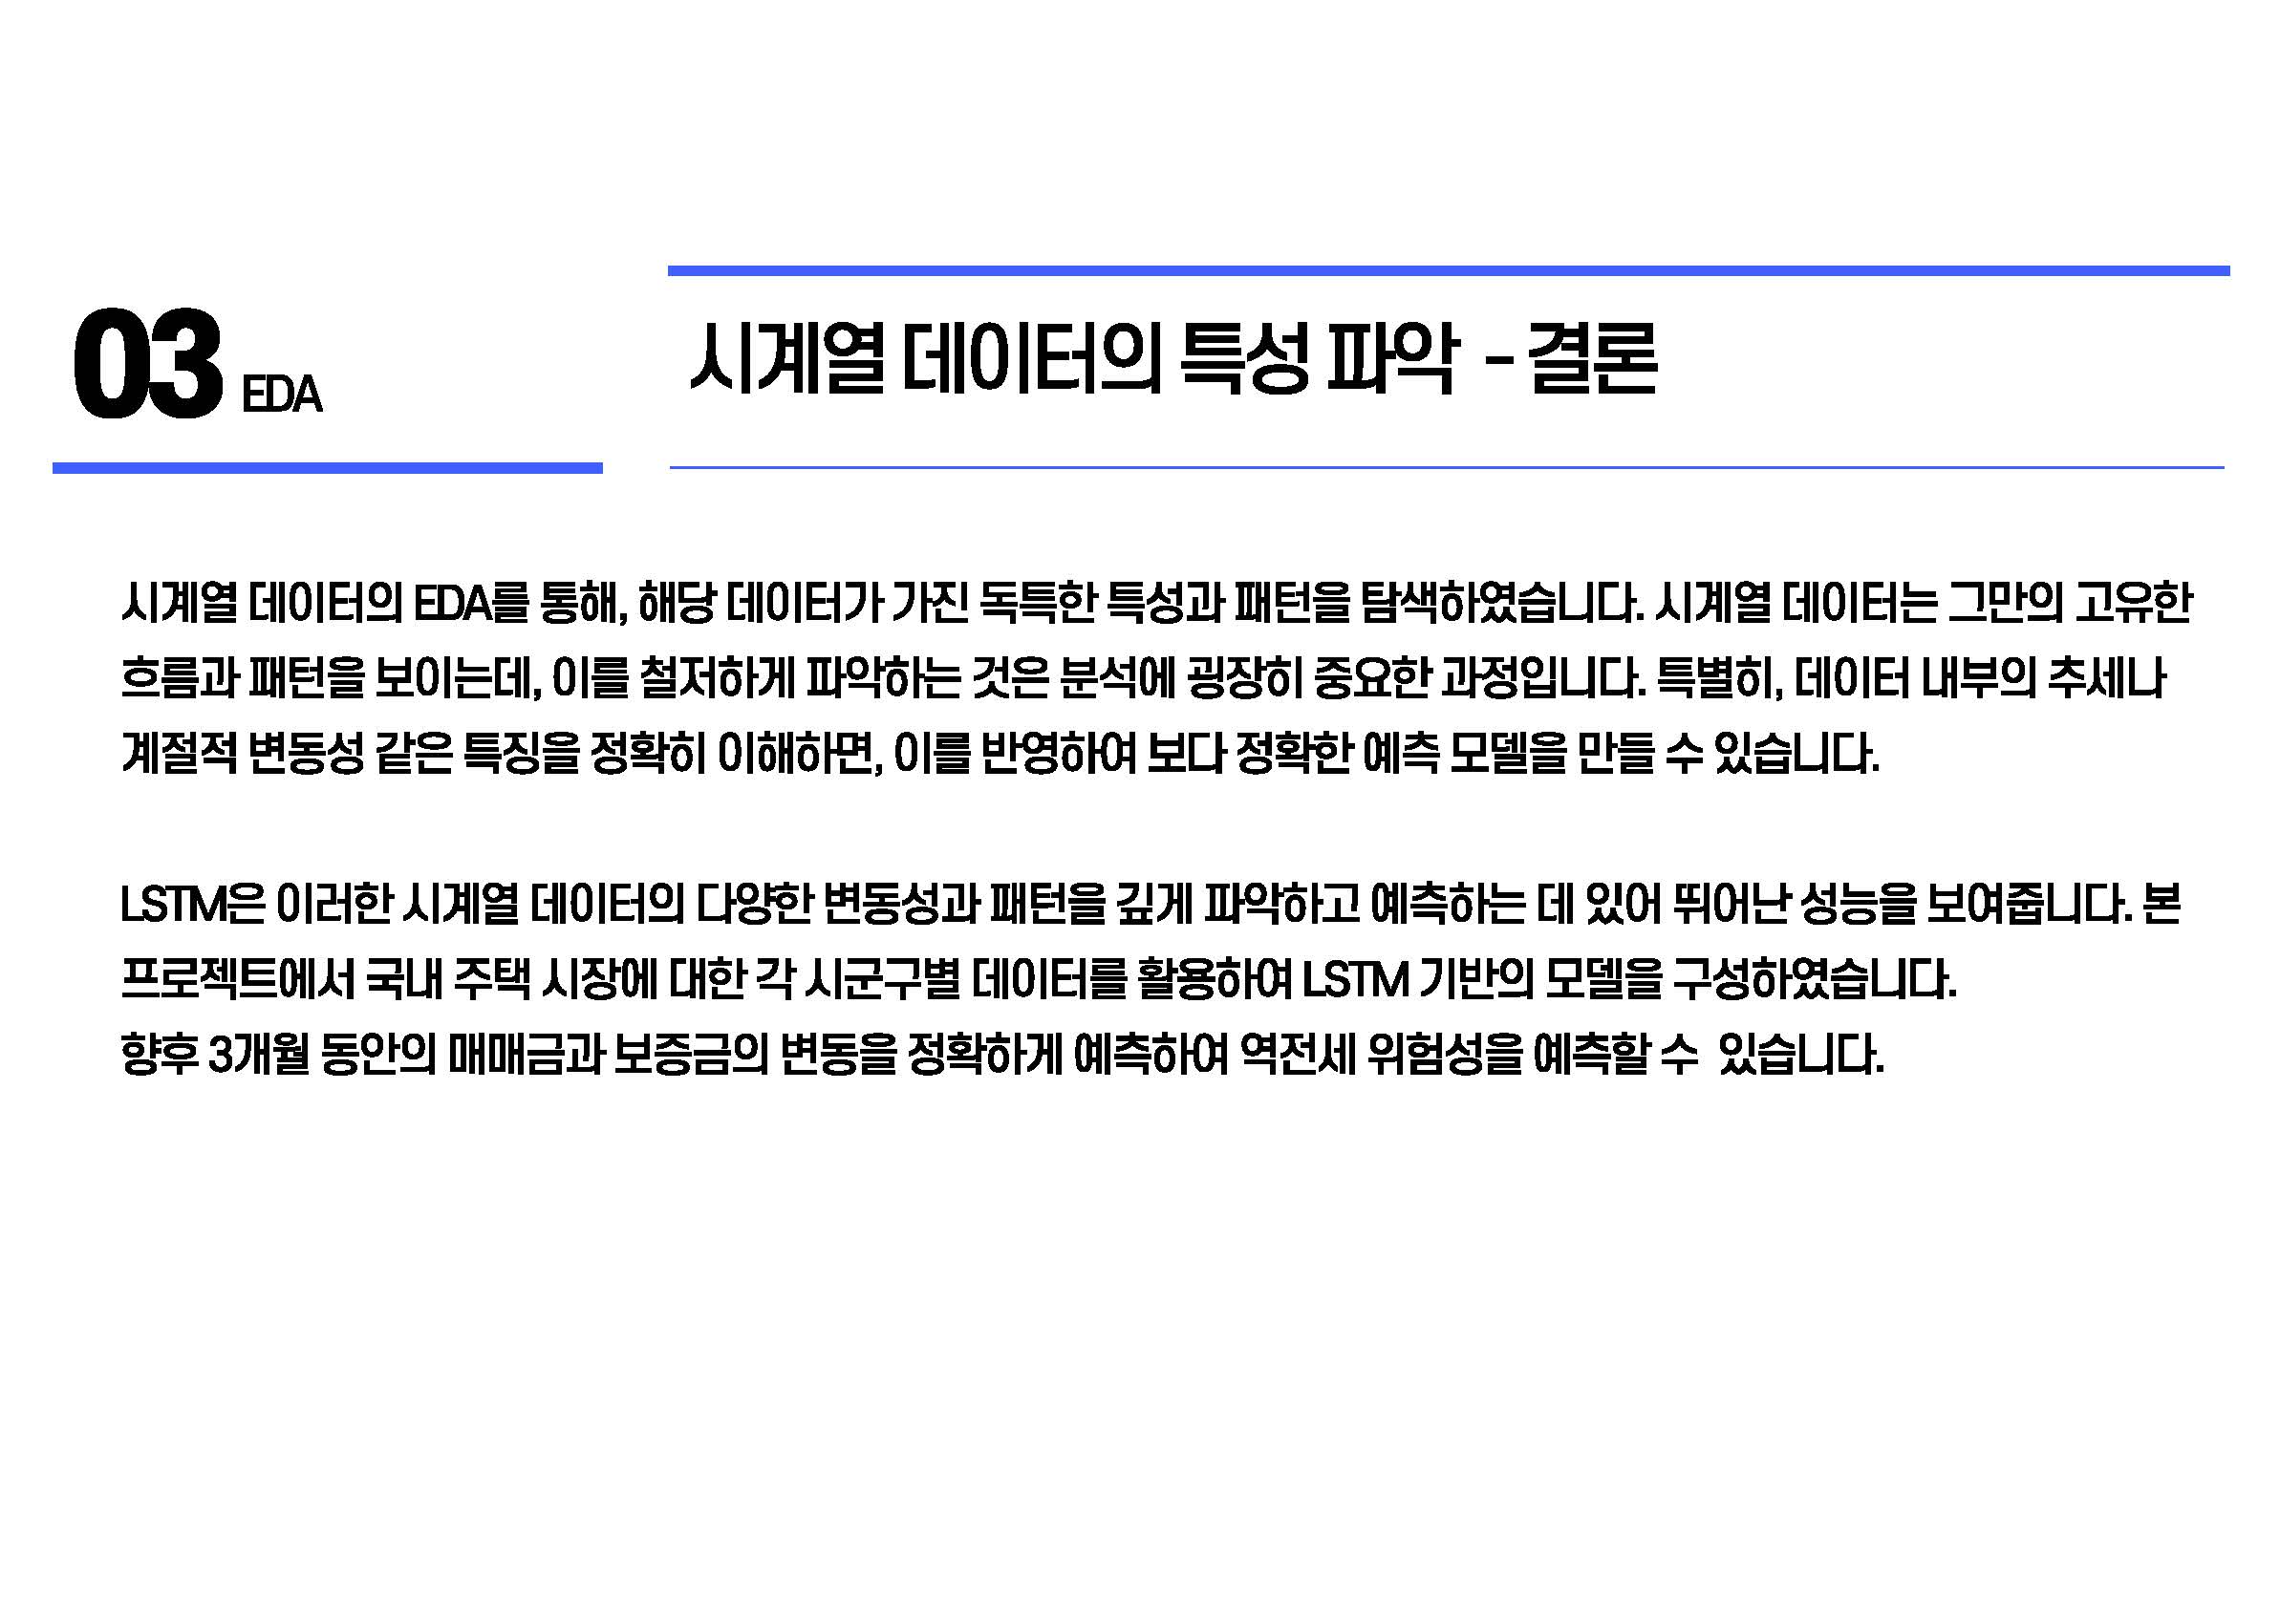 03 EDA
시계열 데이터의 특성 파악 - 결론
시계열 데이터의 EDA를 통해, 해당 데이터가 가진 독특한 특성과 패턴을 탐색하였습니다. 시계열 데이터는 그만의 고유한
흐름과 패턴을 보이는데, 이를 철저하게 파악하는 것은 분석에 굉장히 중요한 과정입니다. 특별히, 데이터 내부의 추세나
계절적 변동성 같은 특징을 정확히 이해하면, 이를 반영하여 보다 정확한 예측 모델을 만들 수 있습니다.
LSTM은 이러한 시계열 데이터의 다양한 변동성과 패턴을 깊게 파악하고 예측하는 데 있어 뛰어난 성능을 보여줍니다. 본
프로젝트에서 국내 주택 시장에 대한 각 시군구별 데이터를 활용하여 LSTM 기반의 모델을 구성하였습니다.
향후 3개월 동안의 매매금과 보증금의 변동을 정확하게 예측하여 역전세 위험성을 예측할 수 있습니다.